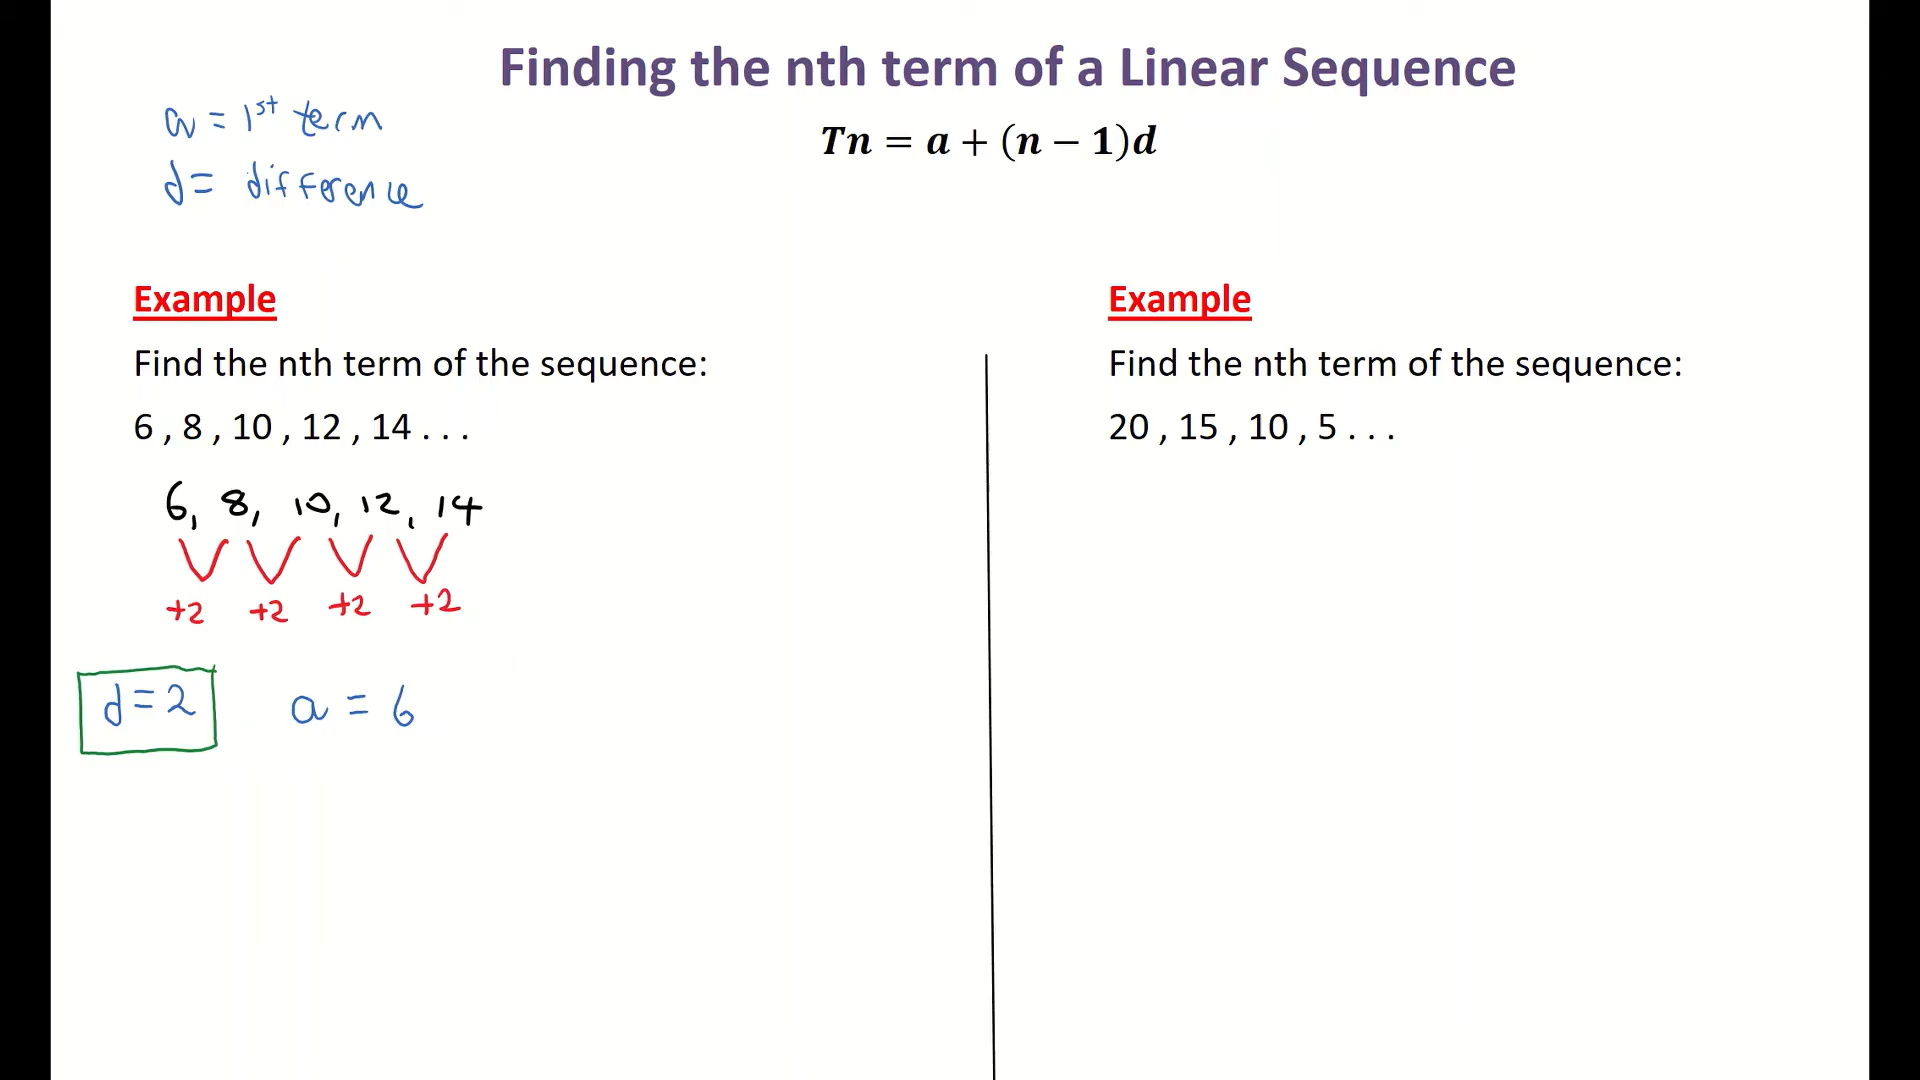 Finding the nth term of a Linear Sequence
Tn = a + (n − 1)d
a = 1st term
d = difference
Example
Find the nth term of the sequence:
6 , 8 , 10 , 12 , 14 . . .
6, 8, 10, 12, 14
+2 +2 +2 +2
d = 2 a = 6
Example
Find the nth term of the sequence:
20 , 15 , 10 , 5 . . .